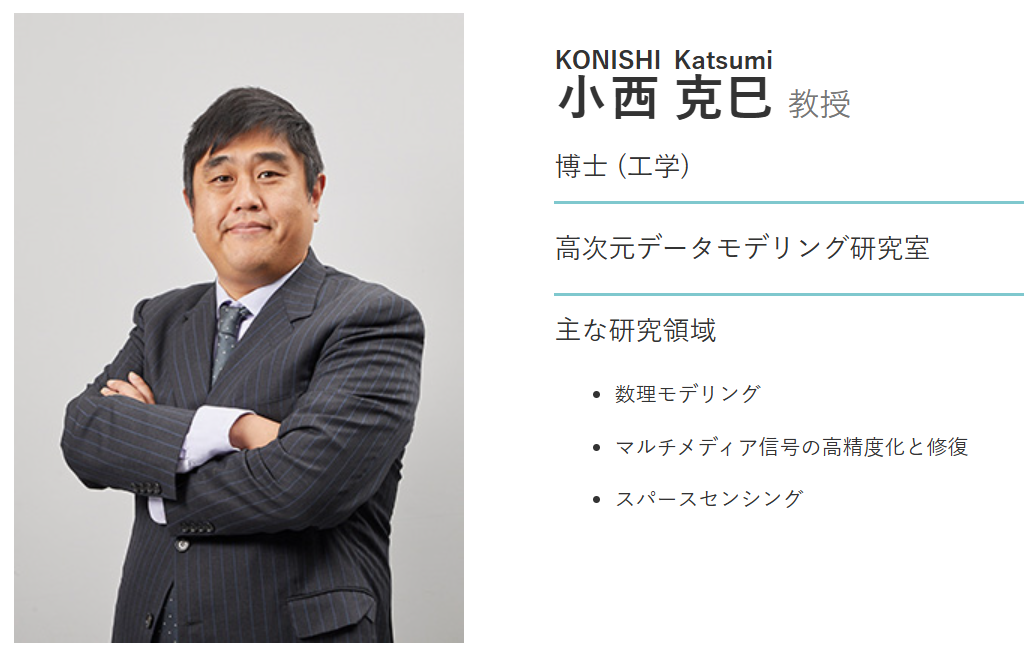 KONISHI Katsumi
小西 克巳 教授
博士 (工学)
高次元データモデリング研究室
主な研究領域
• 数理モデリング
• マルチメディア信号の高精度化と修復
• スパースセンシング